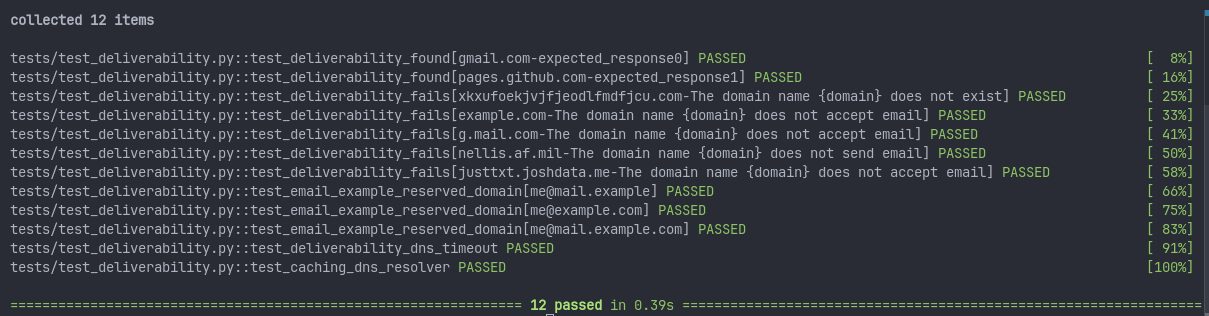 collected 12 items
tests/test_deliverability.py::test_deliverability_found[gmail.com-expected_response0] PASSED [  8%]
tests/test_deliverability.py::test_deliverability_found[pages.github.com-expected_response1] PASSED [ 16%]
tests/test_deliverability.py::test_deliverability_fails[xkxufoekjvjfjeodlfmdfjcu.com-The domain name {domain} does not exist] PASSED [ 25%]
tests/test_deliverability.py::test_deliverability_fails[example.com-The domain name {domain} does not accept email] PASSED [ 33%]
tests/test_deliverability.py::test_deliverability_fails[g.mail.com-The domain name {domain} does not accept email] PASSED [ 41%]
tests/test_deliverability.py::test_deliverability_fails[nellis.af.mil-The domain name {domain} does not send email] PASSED [ 50%]
tests/test_deliverability.py::test_deliverability_fails[justtxt.joshdata.me-The domain name {domain} does not accept email] PASSED [ 58%]
tests/test_deliverability.py::test_email_example_reserved_domain[me@mail.example] PASSED [ 66%]
tests/test_deliverability.py::test_email_example_reserved_domain[me@example.com] PASSED [ 75%]
tests/test_deliverability.py::test_email_example_reserved_domain[me@mail.example.com] PASSED [ 83%]
tests/test_deliverability.py::test_deliverability_dns_timeout PASSED [ 91%]
tests/test_deliverability.py::test_caching_dns_resolver PASSED [100%]
================================================================ 12 passed in 0.39s =================================================================